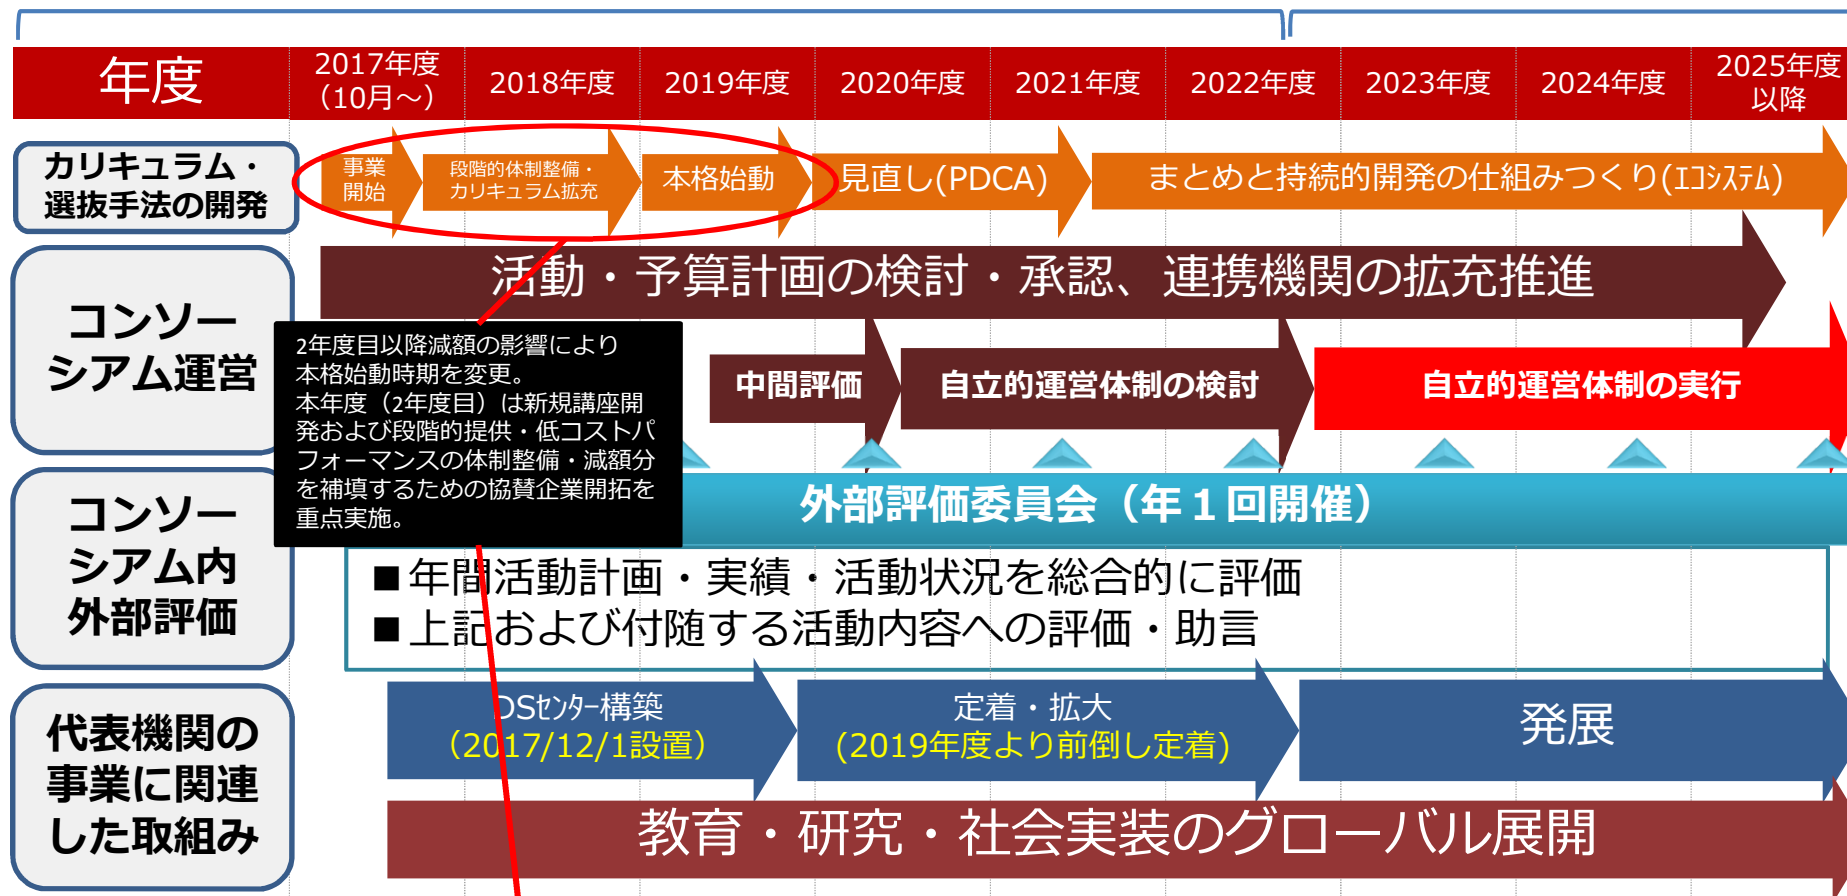 年度
2017年度
（10月～）
2018年度
2019年度
2020年度
2021年度
2022年度
2023年度
2024年度
2025年度
以降
カリキュラム・
選抜手法の開発
事業
開始
段階的体制整備・
カリキュラム拡充
本格始動
見直し(PDCA)
まとめと持続的開発の仕組みつくり(ｴｺｼｽﾃﾑ)
コンソー
シアム運営
活動・予算計画の検討・承認、連携機関の拡充推進
2年度目以降減額の影響により
本格始動時期を変更。
本年度（2年度目）は新規講座開
発および段階的提供・低コストパ
フォーマンスの体制整備・減額分
を補填するための協賛企業開拓を
重点実施。
中間評価
自立的運営体制の検討
自立的運営体制の実行
コンソー
シアム内
外部評価
外部評価委員会（年１回開催）
■年間活動計画・実績・活動状況を総合的に評価
■上記および付随する活動内容への評価・助言
代表機関の
事業に関連
した取組み
DSｾﾝﾀｰ構築
（2017/12/1設置）
定着・拡大
(2019年度より前倒し定着)
発展
教育・研究・社会実装のグローバル展開